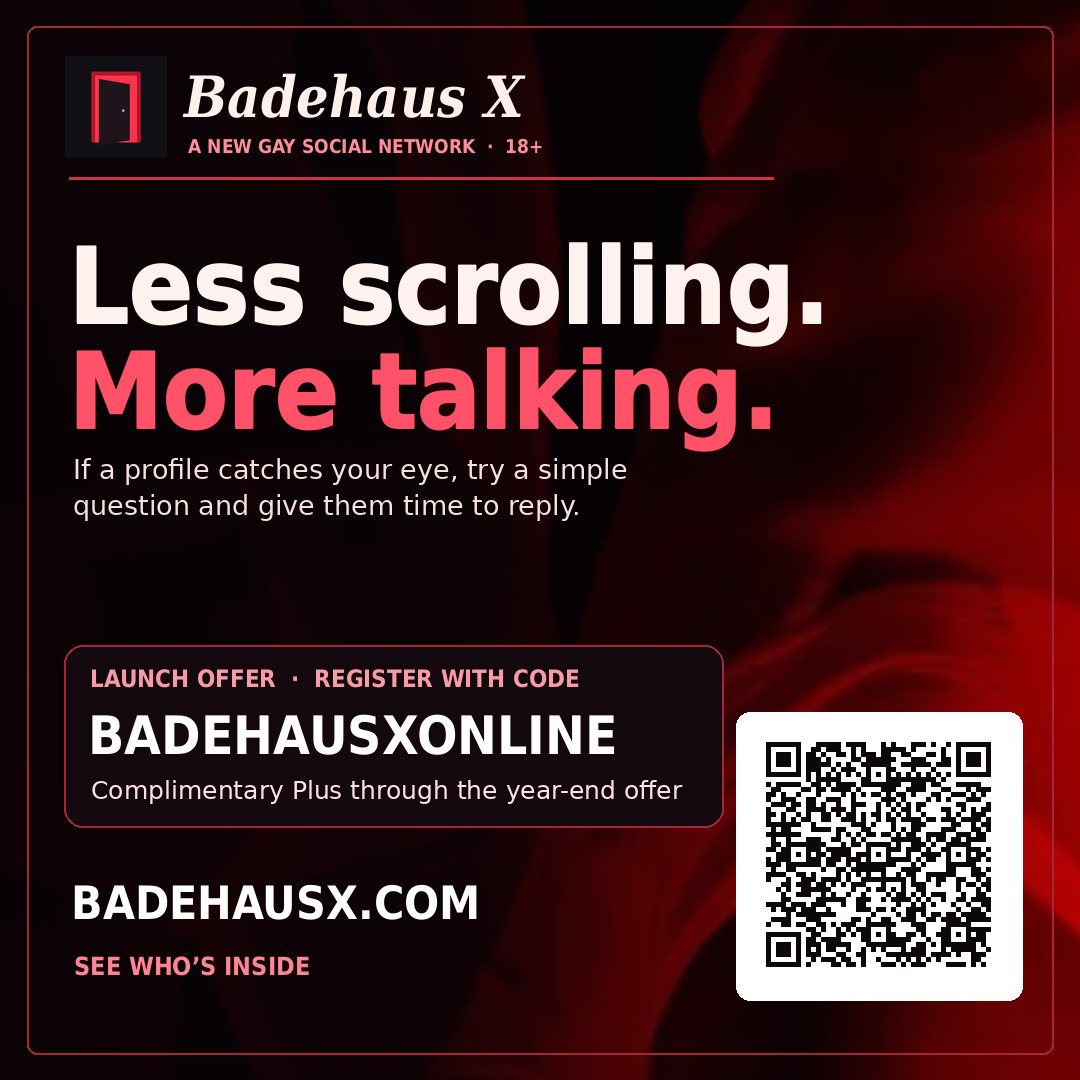 Badehaus X
A NEW GAY SOCIAL NETWORK · 18+
Less scrolling.
More talking.
If a profile catches your eye, try a simple
question and give them time to reply.
LAUNCH OFFER · REGISTER WITH CODE
BADEHAUSXONLINE
Complimentary Plus through the year-end offer
BADEHAUSX.COM
SEE WHO’S INSIDE